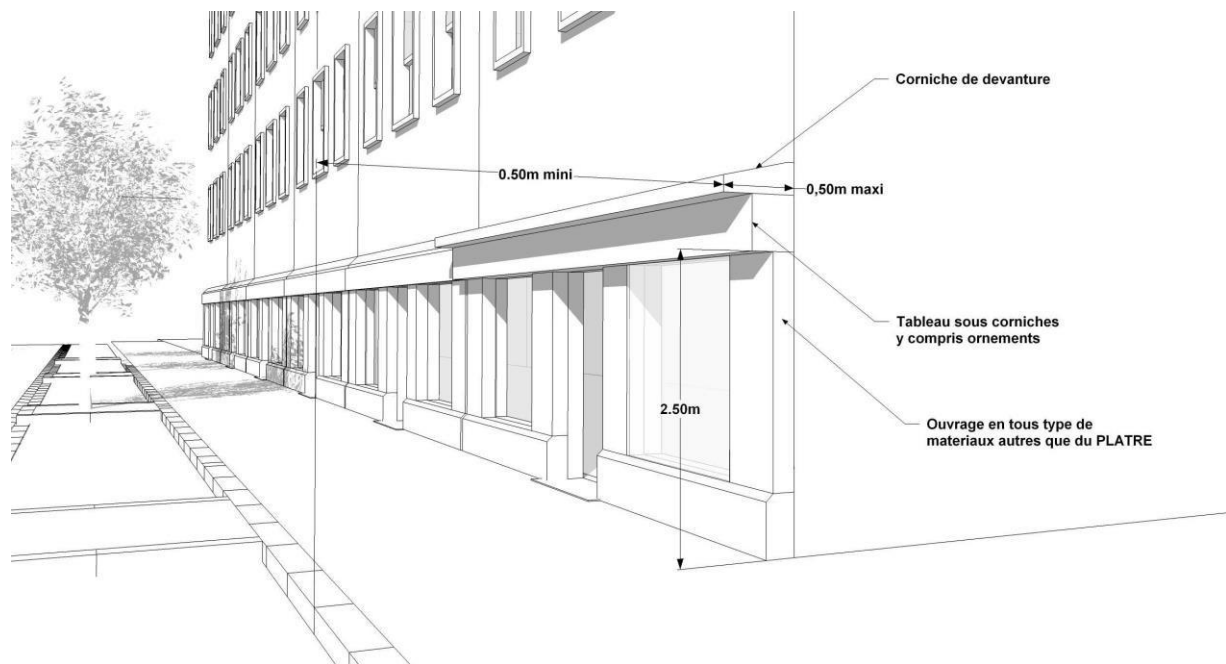 Corniche de devanture
0.50m mini
0,50m maxi
Tableau sous corniches
y compris ornements
2.50m
Ouvrage en tous type de
materiaux autres que du PLATRE